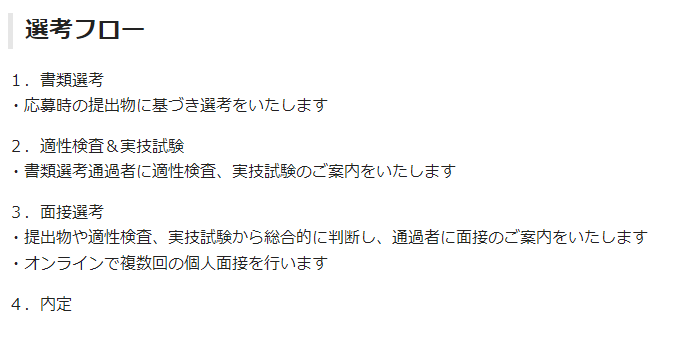 選考フロー
１．書類選考
・応募時の提出物に基づき選考をいたします
２．適性検査＆実技試験
・書類選考通過者に適性検査、実技試験のご案内をいたします
３．面接選考
・提出物や適性検査、実技試験から総合的に判断し、通過者に面接のご案内をいたします
・オンラインで複数回の個人面接を行います
４．内定